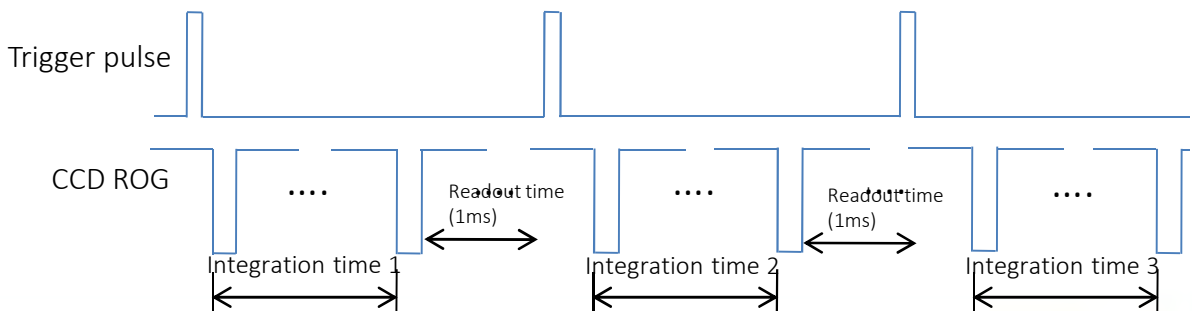 Trigger pulse
CCD ROG
....
Readout time
....
(1ms)
....
Readout time
....
(1ms)
....
Integration time 1
Integration time 2
Integration time 3